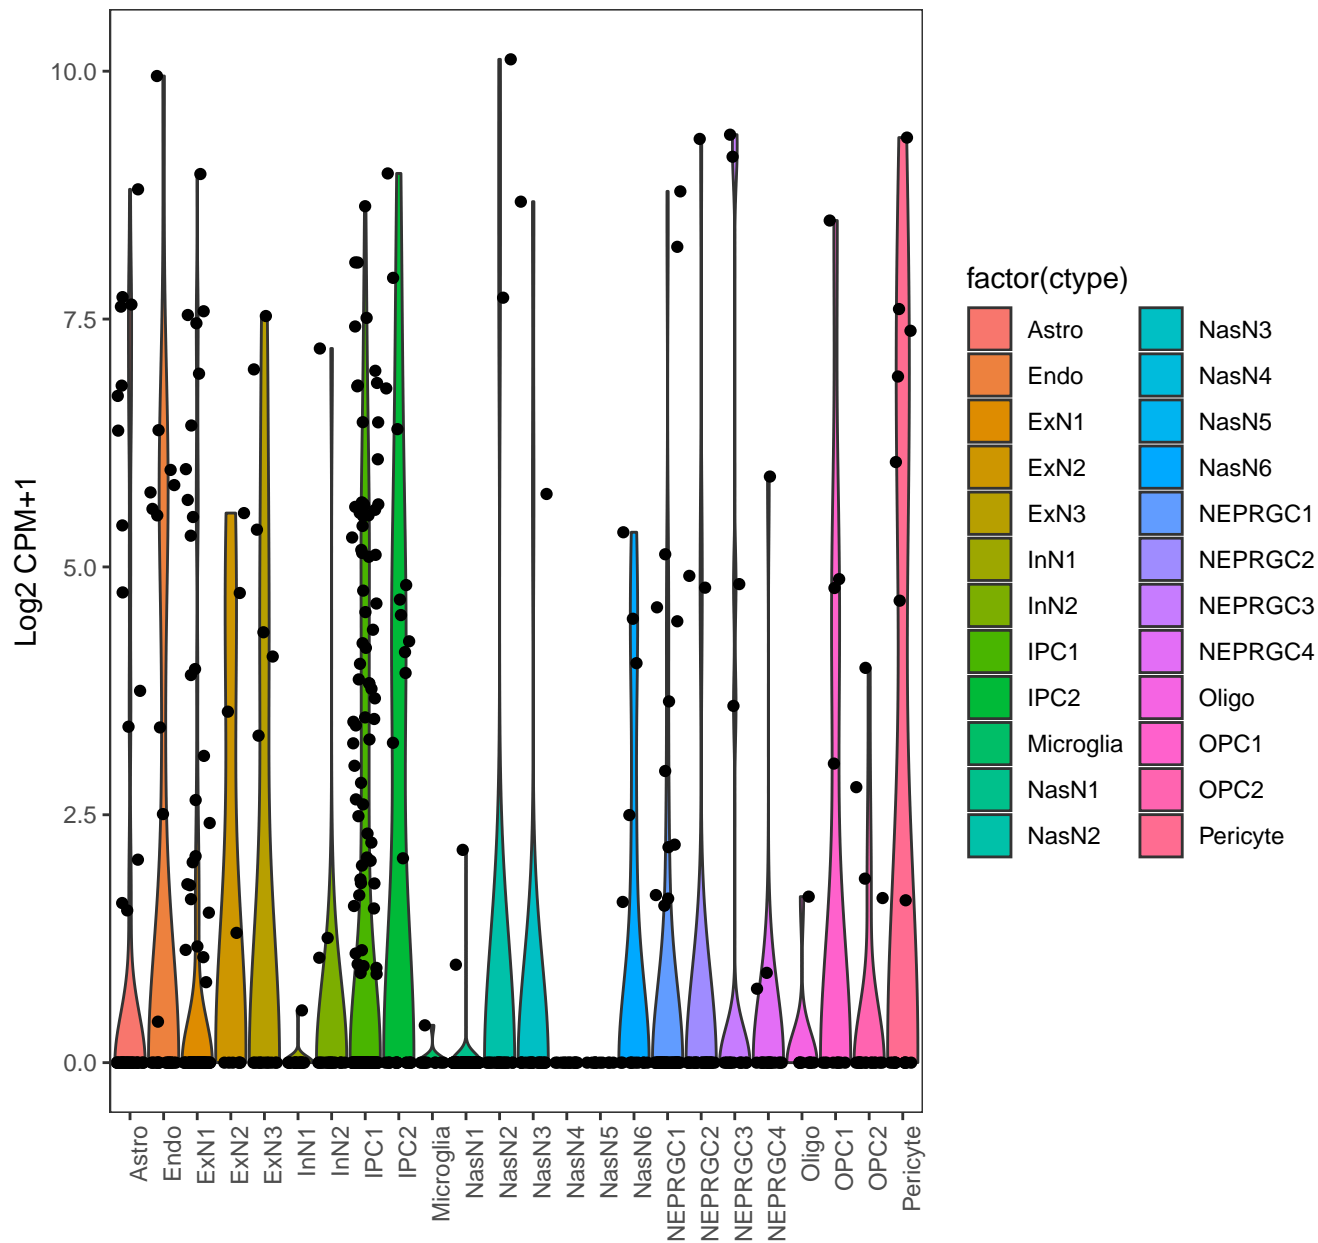 10.0
7.5
5.0
2.5
0.0
Log2 CPM+1
Astro
Endo
ExN1
ExN2
ExN3
InN1
InN2
IPC1
IPC2
Microglia
NasN1
NasN2
NasN3
NasN4
NasN5
NasN6
NEPRGC1
NEPRGC2
NEPRGC3
NEPRGC4
Oligo
OPC1
OPC2
Pericyte
factor(ctype)
Astro
Endo
ExN1
ExN2
ExN3
InN1
InN2
IPC1
IPC2
Microglia
NasN1
NasN2
NasN3
NasN4
NasN5
NasN6
NEPRGC1
NEPRGC2
NEPRGC3
NEPRGC4
Oligo
OPC1
OPC2
Pericyte